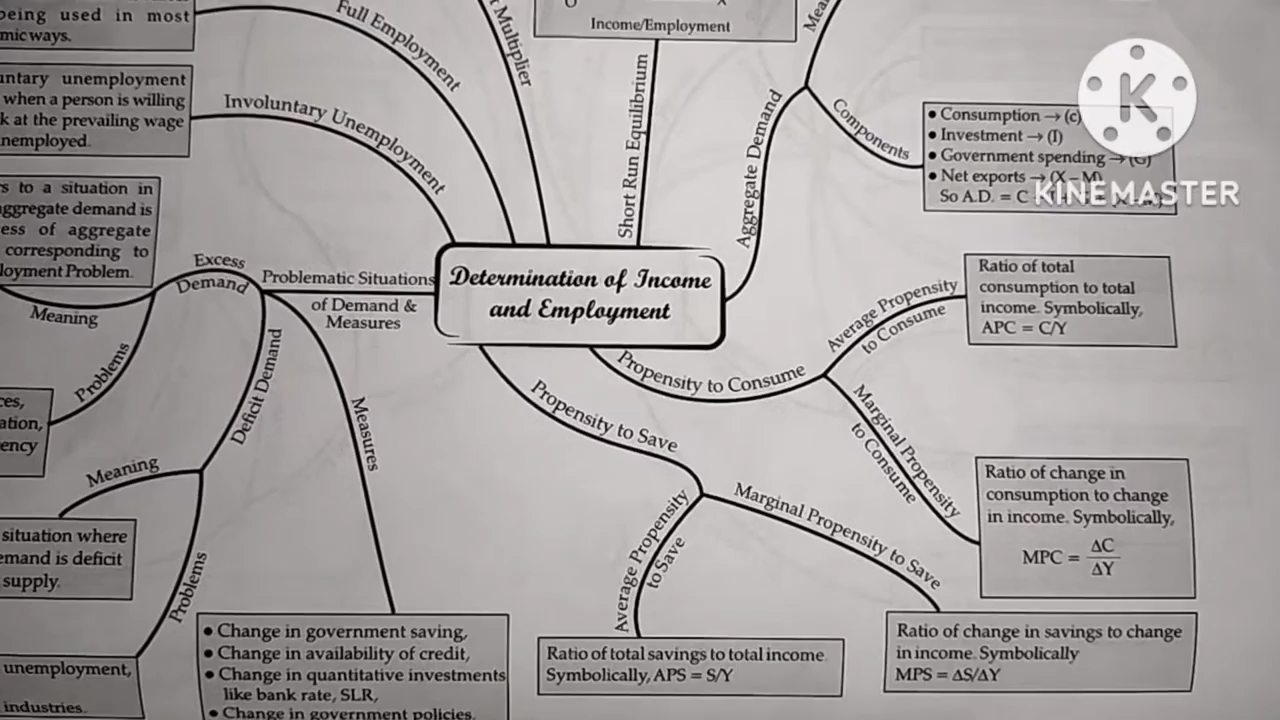 being used in most
mic ways.
Full Employment
Multiplier
Income/Employment
Short Run Equilibrium
Aggregate Demand
Components
• Consumption → (c)
• Investment → (I)
• Government spending → (G)
• Net exports → (X – M)
So A.D. = C
K
KINEMASTER
untary unemployment
when a person is willing
k at the prevailing wage
nemployed.
Involuntary Unemployment
s to a situation in
aggregate demand is
ess of aggregate
corresponding to
loyment Problem.
Meaning
Problems
Excess
Demand
Problematic Situations
of Demand &
Measures
Determination of Income
and Employment
Propensity to Consume
Average Propensity
to Consume
Ratio of total
consumption to total
income. Symbolically,
APC = C/Y
Marginal Propensity
to Consume
Ratio of change in
consumption to change
in income. Symbolically,
MPC = ΔC/ΔY
Propensity to Save
Average Propensity
to Save
Ratio of total savings to total income.
Symbolically, APS = S/Y
Marginal Propensity to Save
Ratio of change in savings to change
in income. Symbolically
MPS = ΔS/ΔY
Deficit Demand
Measures
• Change in government saving,
• Change in availability of credit,
• Change in quantitative investments
like bank rate, SLR,
• Change in government policies.
ces,
ation,
ency
Meaning
situation where
emand is deficit
supply.
Problems
unemployment,
industries.